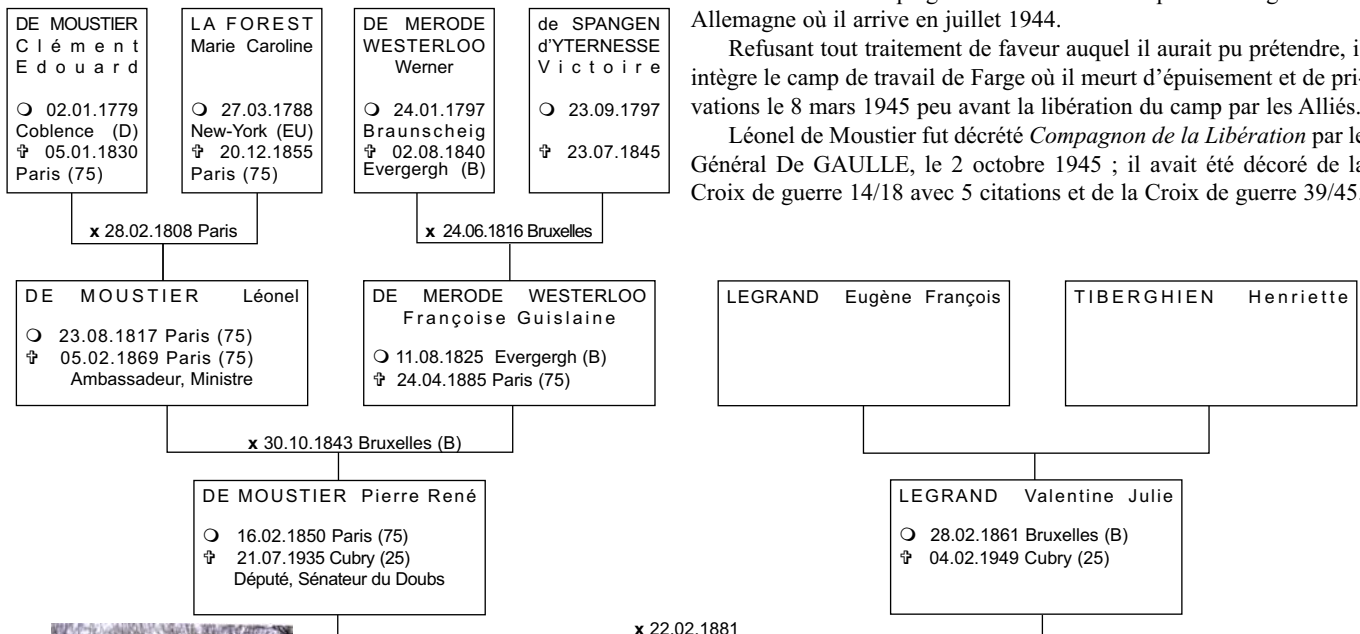 DE MOUSTIER
Clément
Edouard
❍ 02.01.1779
Coblence (D)
✞ 05.01.1830
Paris (75)
LA FOREST
Marie Caroline
❍ 27.03.1788
New-York (EU)
✞ 20.12.1855
Paris (75)
DE MERODE
WESTERLOO
Werner
❍ 24.01.1797
Braunscheig
✞ 02.08.1840
Evergergh (B)
de SPANGEN
d'YTERNESSE
Victoire
❍ 23.09.1797
✞ 23.07.1845
Allemagne où il arrive en juillet 1944.
Refusant tout traitement de faveur auquel il aurait pu prétendre, i
intègre le camp de travail de Farge où il meurt d'épuisement et de pri-
vations le 8 mars 1945 peu avant la libération du camp par les Alliés.
Léonel de Moustier fut décrété Compagnon de la Libération par le
Général De GAULLE, le 2 octobre 1945 ; il avait été décoré de la
Croix de guerre 14/18 avec 5 citations et de la Croix de guerre 39/45.
x 28.02.1808 Paris
x 24.06.1816 Bruxelles
DE MOUSTIER Léonel
❍ 23.08.1817 Paris (75)
✞ 05.02.1869 Paris (75)
Ambassadeur, Ministre
DE MERODE WESTERLOO
Françoise Guislaine
❍ 11.08.1825 Evergergh (B)
✞ 24.04.1885 Paris (75)
LEGRAND Eugène François
TIBERGHIEN Henriette
x 30.10.1843 Bruxelles (B)
DE MOUSTIER Pierre René
❍ 16.02.1850 Paris (75)
✞ 21.07.1935 Cubry (25)
Député, Sénateur du Doubs
LEGRAND Valentine Julie
❍ 28.02.1861 Bruxelles (B)
✞ 04.02.1949 Cubry (25)
x 22.02.1881